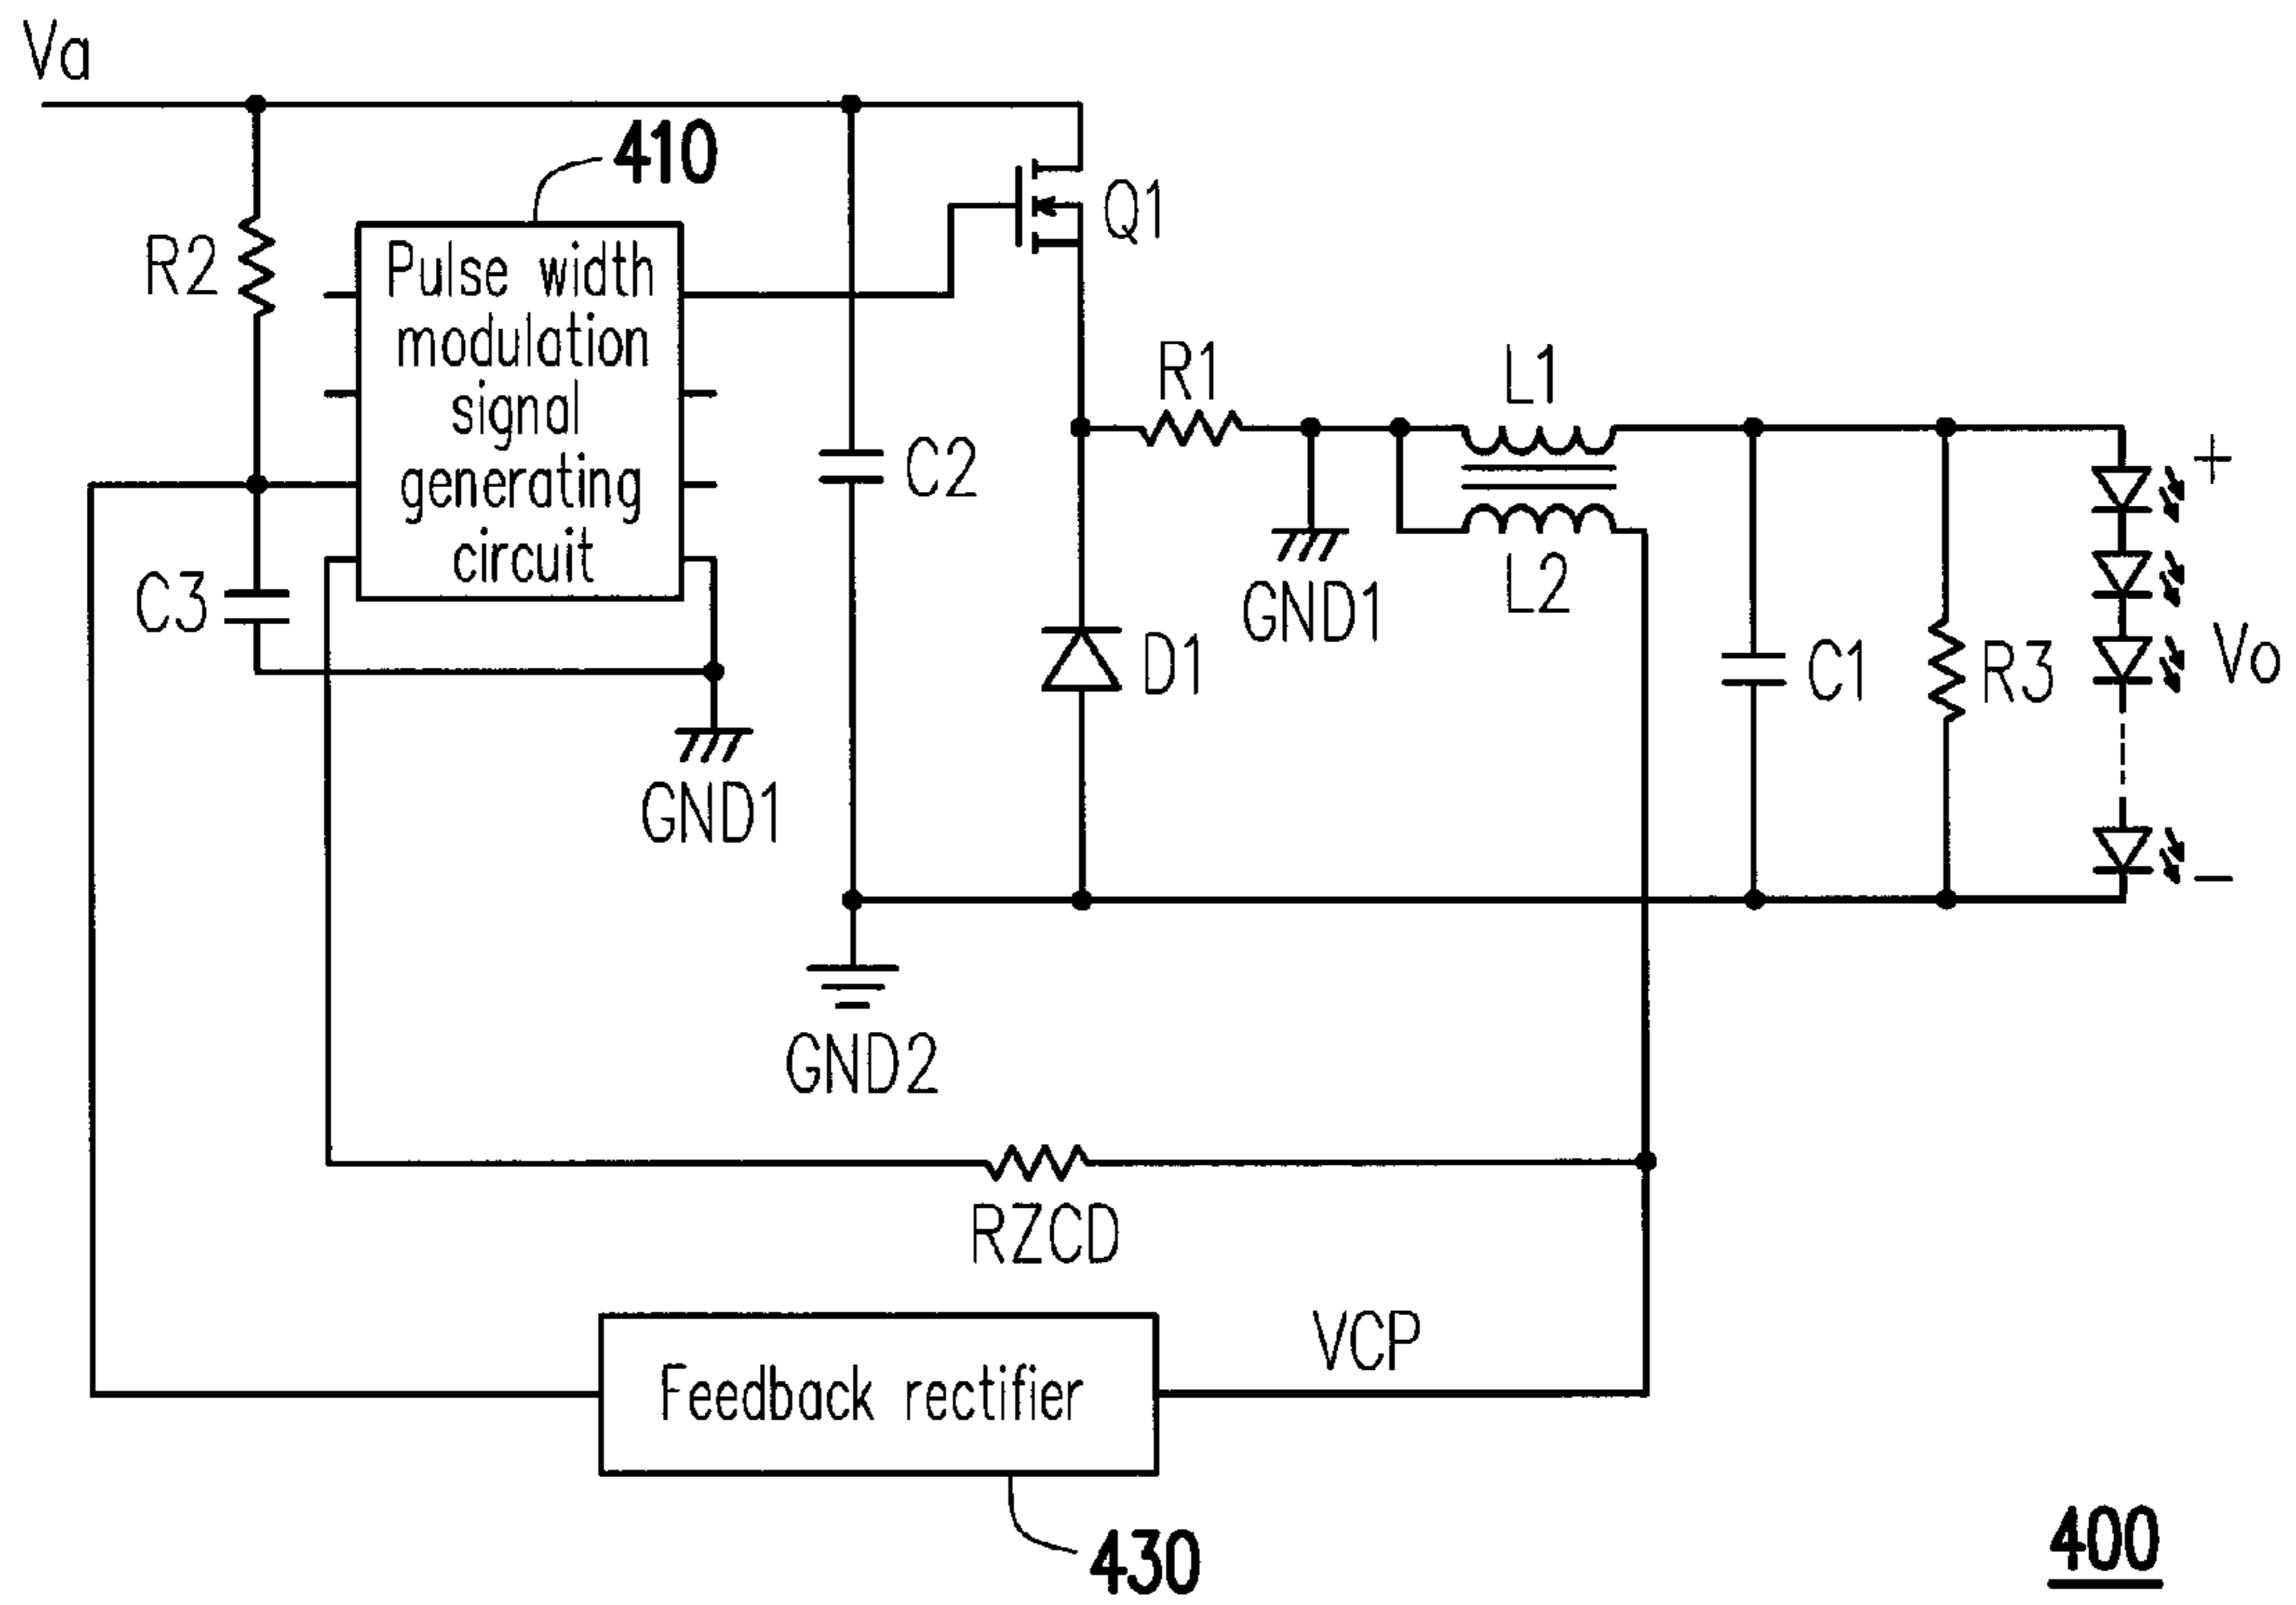 Va
410
Q1
R2
Pulse width
modulation
signal
generating
circuit
R1
L1
+
C2
L2
C3
GND1
D1
C1
R3
Vo
GND1
−
GND2
RZCD
VCP
Feedback rectifier
430
400